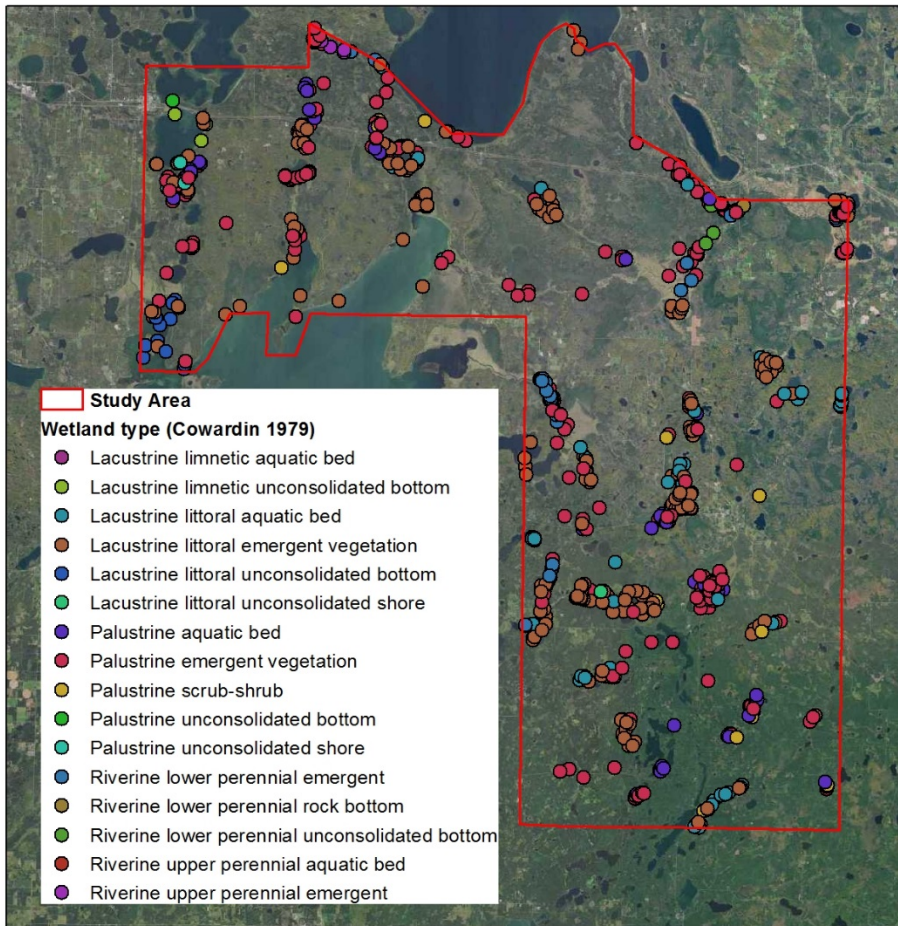 Study Area
Wetland type (Cowardin 1979)
Lacustrine limnetic aquatic bed
Lacustrine limnetic unconsolidated bottom
Lacustrine littoral aquatic bed
Lacustrine littoral emergent vegetation
Lacustrine littoral unconsolidated bottom
Lacustrine littoral unconsolidated shore
Palustrine aquatic bed
Palustrine emergent vegetation
Palustrine scrub-shrub
Palustrine unconsolidated bottom
Palustrine unconsolidated shore
Riverine lower perennial emergent
Riverine lower perennial rock bottom
Riverine lower perennial unconsolidated bottom
Riverine upper perennial aquatic bed
Riverine upper perennial emergent